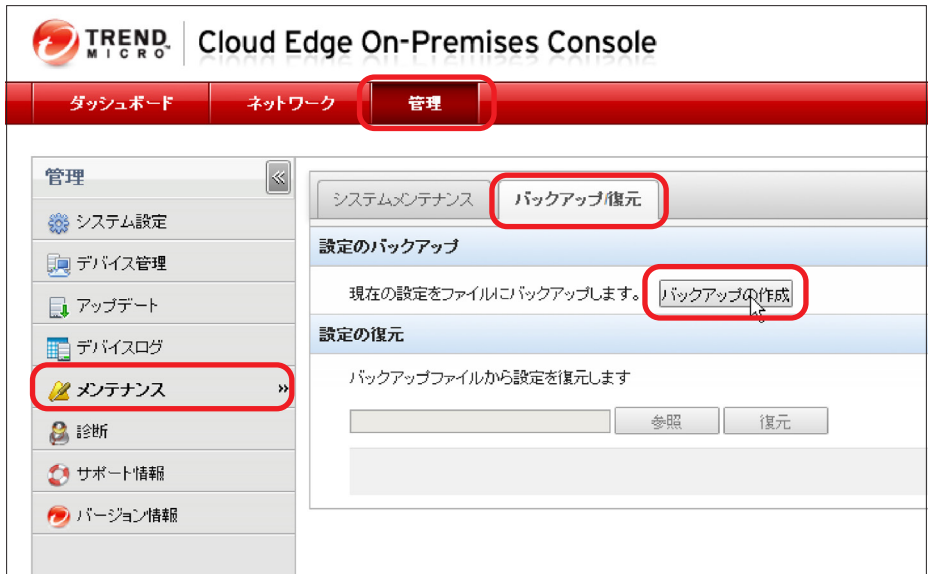 TREND MICRO™ Cloud Edge On-Premises Console
ダッシュボード ネットワーク 管理
管理
システム設定
デバイス管理
アップデート
デバイスログ
メンテナンス »
診断
サポート情報
バージョン情報
システムメンテナンス バックアップ/復元
設定のバックアップ
現在の設定をファイルにバックアップします。 バックアップの作成
設定の復元
バックアップファイルから設定を復元します
参照 復元